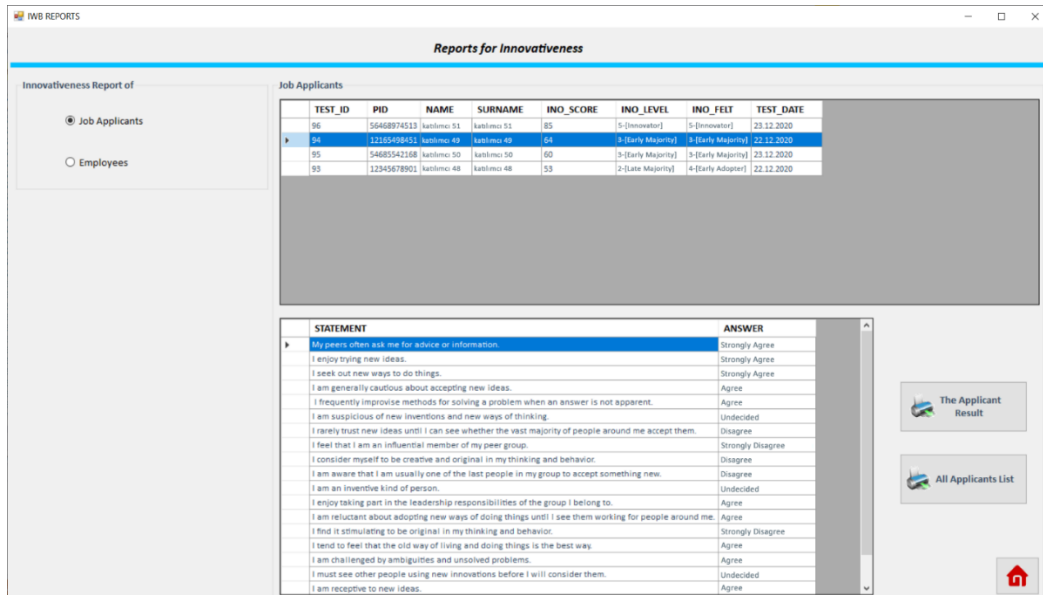 IWB REPORTS
Reports for Innovativeness
Innovativeness Report of
Job Applicants
Employees
Job Applicants
TEST_ID PID NAME SURNAME INO_SCORE INO_LEVEL INO_FELT TEST_DATE
96 56468974513 katılımcı 51 katılımcı 51 85 5-[Innovator] 5-[Innovator] 23.12.2020
94 12165498451 katılımcı 49 katılımcı 49 64 3-[Early Majority] 3-[Early Majority] 22.12.2020
95 54685542168 katılımcı 50 katılımcı 50 60 3-[Early Majority] 3-[Early Majority] 23.12.2020
93 12345678901 katılımcı 48 katılımcı 48 53 2-[Late Majority] 4-[Early Adopter] 22.12.2020
STATEMENT ANSWER
My peers often ask me for advice or information. Strongly Agree
I enjoy trying new ideas. Strongly Agree
I seek out new ways to do things. Strongly Agree
I am generally cautious about accepting new ideas. Agree
I frequently improvise methods for solving a problem when an answer is not apparent. Agree
I am suspicious of new inventions and new ways of thinking. Undecided
I rarely trust new ideas until I can see whether the vast majority of people around me accept them. Disagree
I feel that I am an influential member of my peer group. Strongly Disagree
I consider myself to be creative and original in my thinking and behavior. Disagree
I am aware that I am usually one of the last people in my group to accept something new. Disagree
I am an inventive kind of person. Undecided
I enjoy taking part in the leadership responsibilities of the group I belong to. Agree
I am reluctant about adopting new ways of doing things until I see them working for people around me. Agree
I find it stimulating to be original in my thinking and behavior. Strongly Disagree
I tend to feel that the old way of living and doing things is the best way. Agree
I am challenged by ambiguities and unsolved problems. Agree
I must see other people using new innovations before I will consider them. Undecided
I am receptive to new ideas. Agree
The Applicant
Result
All Applicants List